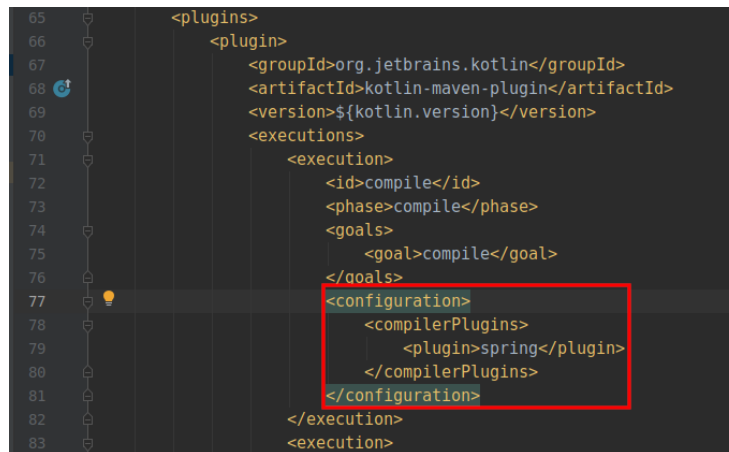 65 <plugins>
66 <plugin>
67 <groupId>org.jetbrains.kotlin</groupId>
68 <artifactId>kotlin-maven-plugin</artifactId>
69 <version>${kotlin.version}</version>
70 <executions>
71 <execution>
72 <id>compile</id>
73 <phase>compile</phase>
74 <goals>
75 <goal>compile</goal>
76 </goals>
77 <configuration>
78 <compilerPlugins>
79 <plugin>spring</plugin>
80 </compilerPlugins>
81 </configuration>
82 </execution>
83 <execution>